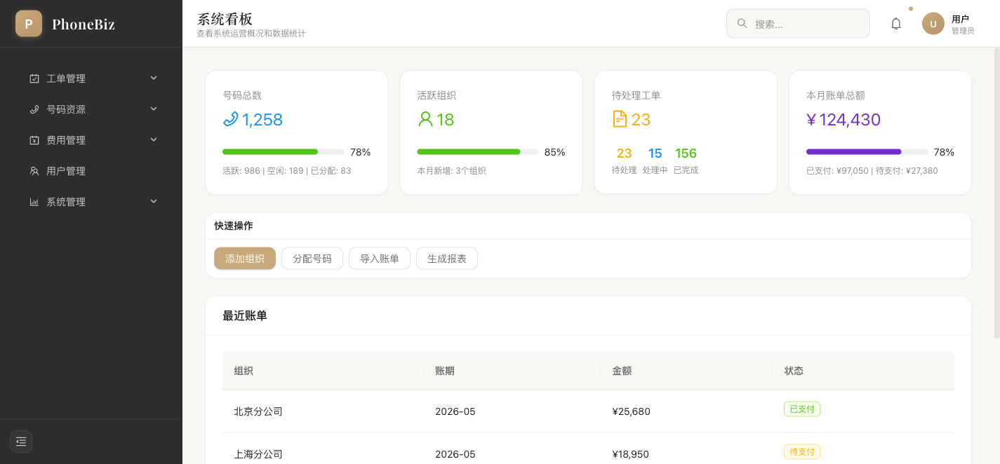 P PhoneBiz
工单管理
号码资源
费用管理
用户管理
系统管理
系统看板
查看系统运营概况和数据统计
搜索...
U
用户
管理员
号码总数
1,258
78%
活跃: 986 | 空闲: 189 | 已分配: 83
活跃组织
18
85%
本月新增: 3个组织
待处理工单
23
23 15 156
待处理 处理中 已完成
本月账单总额
¥ 124,430
78%
已支付: ¥97,050 | 待支付: ¥27,380
快速操作
添加组织 分配号码 导入账单 生成报表
最近账单
组织 账期 金额 状态
北京分公司 2026-05 ¥25,680 已支付
上海分公司 2026-05 ¥18,950 待支付